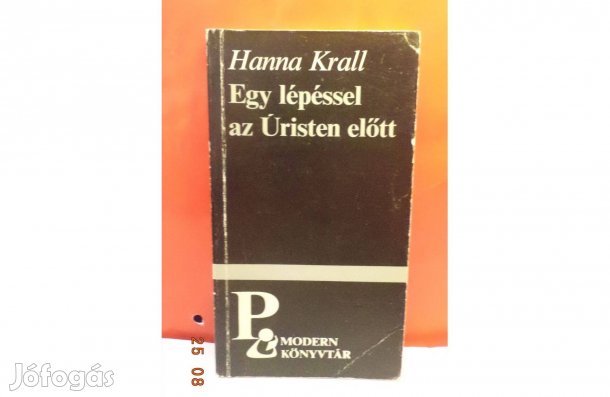 Hanna Krall
Egy lépéssel
az Úristen előtt
P
MODERN
KÖNYVTÁR
25 08
Jófogás